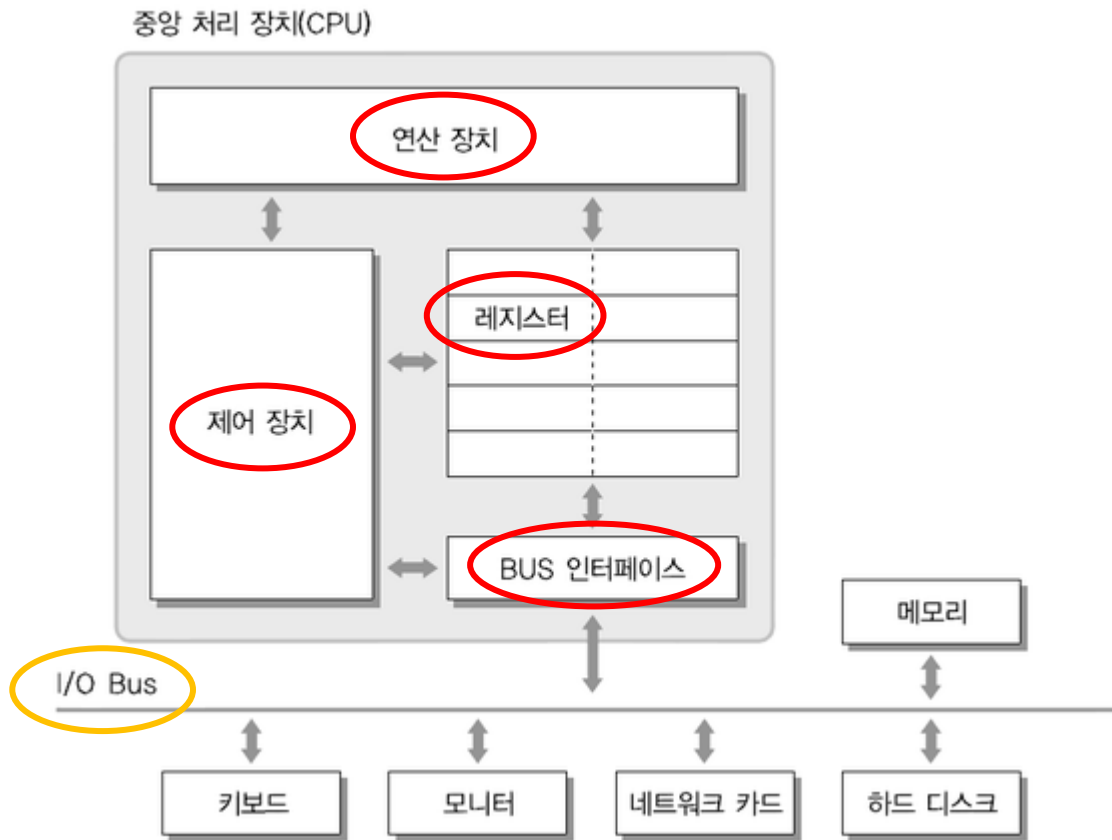 중앙 처리 장치(CPU)
연산 장치
레지스터
제어 장치
BUS 인터페이스
메모리
I/O Bus
키보드
모니터
네트워크 카드
하드 디스크